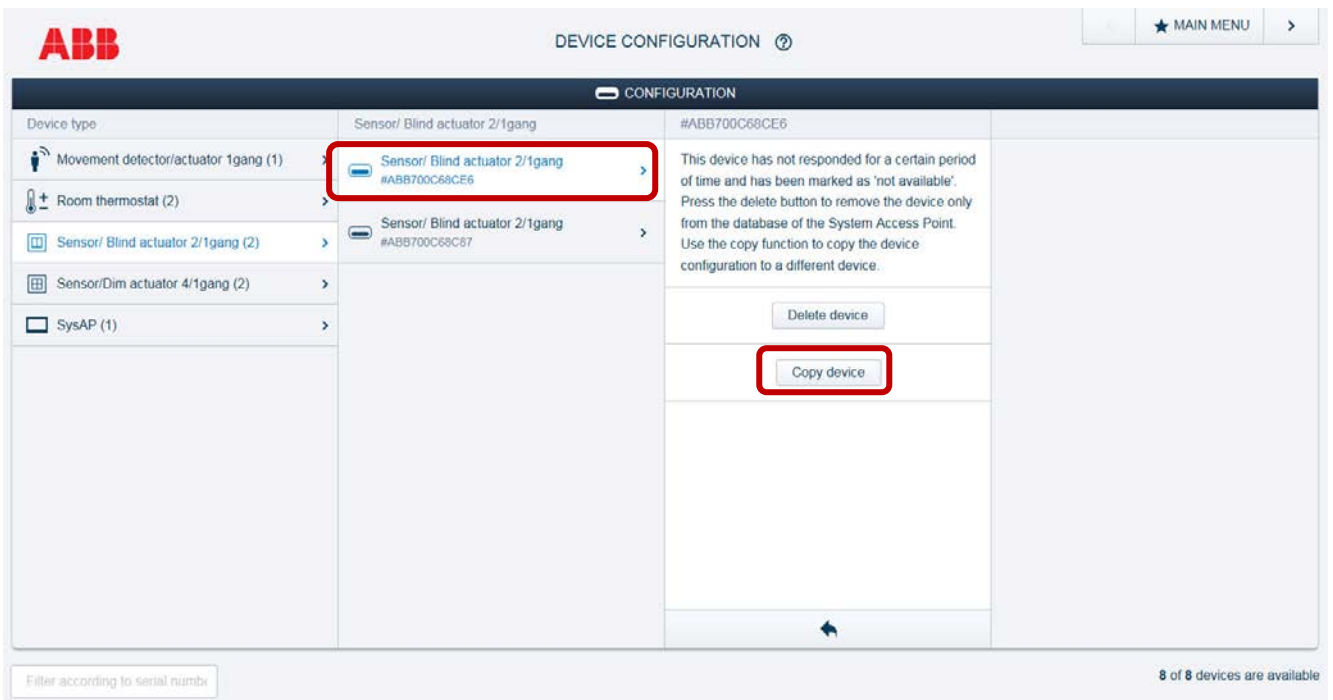 ABB
DEVICE CONFIGURATION ?
MAIN MENU
CONFIGURATION
Device type
Sensor/ Blind actuator 2/1gang
#ABB700C68CE6
Movement detector/actuator 1gang (1)
Room thermostat (2)
Sensor/ Blind actuator 2/1gang (2)
Sensor/Dim actuator 4/1gang (2)
SysAP (1)
Sensor/ Blind actuator 2/1gang
#ABB700C68CE6
Sensor/ Blind actuator 2/1gang
#ABB700C68C87
This device has not responded for a certain period
of time and has been marked as 'not available'.
Press the delete button to remove the device only
from the database of the System Access Point.
Use the copy function to copy the device
configuration to a different device.
Delete device
Copy device
Filter according to serial numbe
8 of 8 devices are available